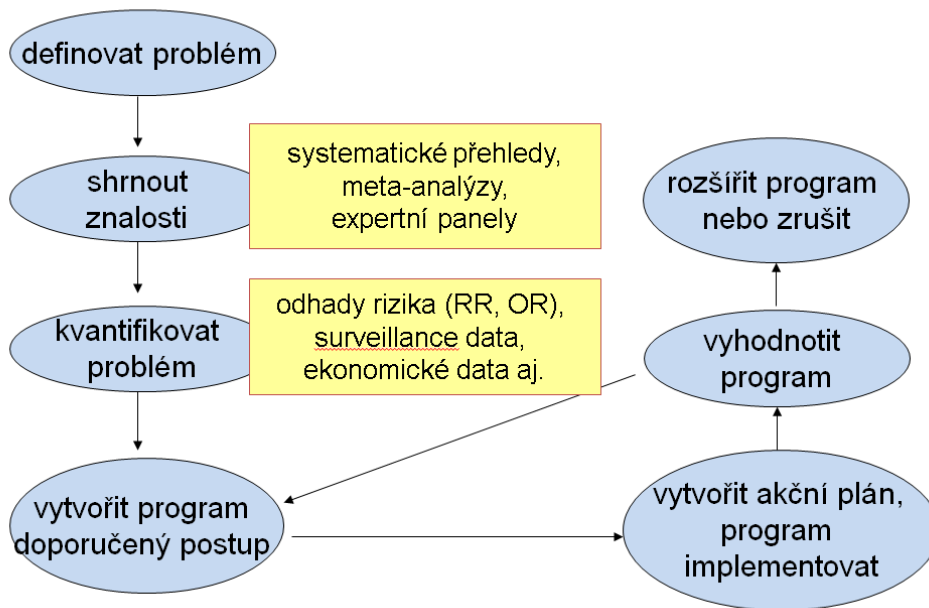 definovat problém
shrnout
znalosti
systematické přehledy,
meta-analýzy,
expertní panely
kvantifikovat
problém
odhady rizika (RR, OR),
surveillance data,
ekonomické data aj.
vytvořit program
doporučený postup
vytvořit akční plán,
program
implementovat
vyhodnotit
program
rozšířit program
nebo zrušit